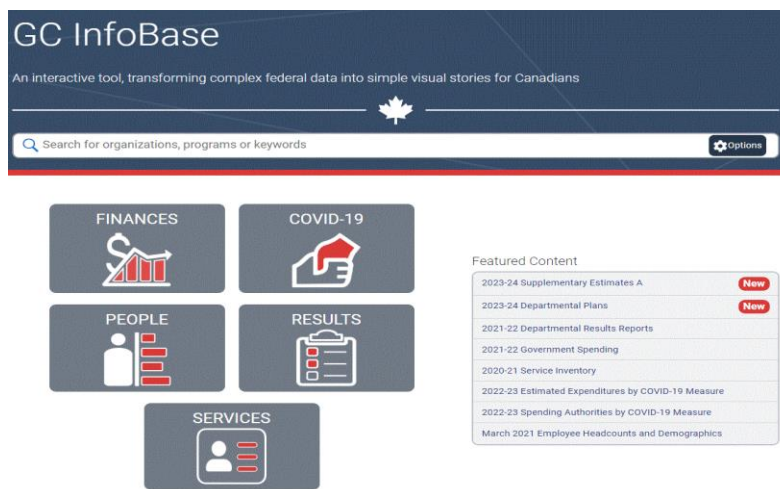 GC InfoBase
An interactive tool, transforming complex federal data into simple visual stories for Canadians
Search for organizations, programs or keywords
Options
FINANCES
COVID-19
PEOPLE
RESULTS
SERVICES
Featured Content
2023-24 Supplementary Estimates A New
2023-24 Departmental Plans New
2021-22 Departmental Results Reports
2021-22 Government Spending
2020-21 Service Inventory
2022-23 Estimated Expenditures by COVID-19 Measure
2022-23 Spending Authorities by COVID-19 Measure
March 2021 Employee Headcounts and Demographics